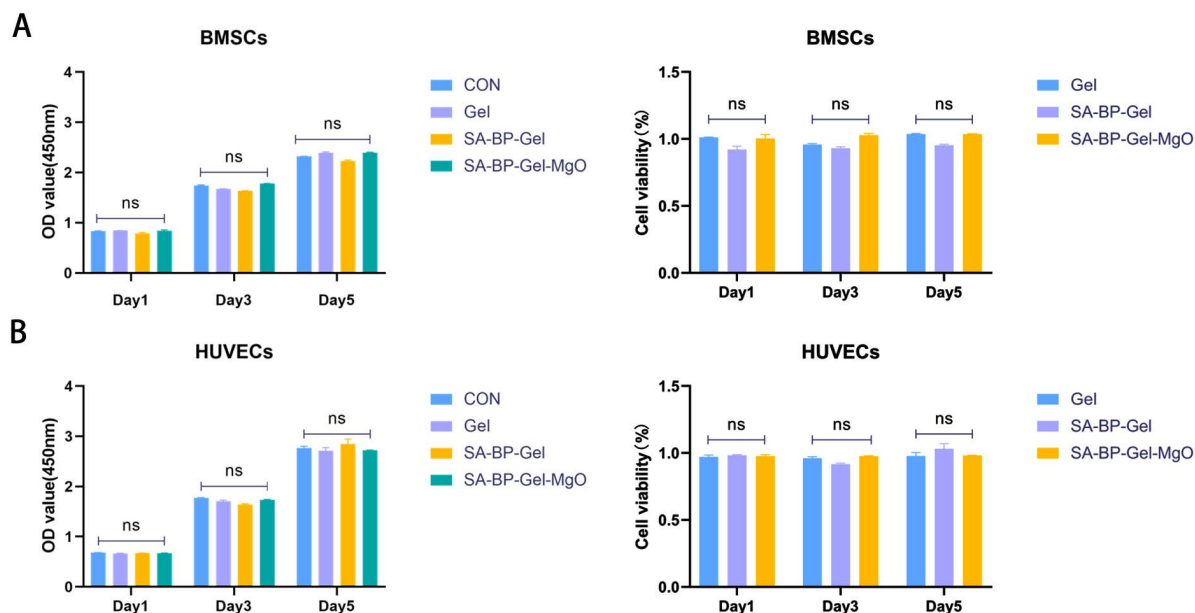 A
BMSCs
OD value(450nm)
4
3
2
1
0
ns
ns
ns
Day1
Day3
Day5
CON
Gel
SA-BP-Gel
SA-BP-Gel-MgO
BMSCs
Cell viability(%)
1.5
1.0
0.5
0.0
ns
ns
ns
Day1
Day3
Day5
Gel
SA-BP-Gel
SA-BP-Gel-MgO
B
HUVECs
OD value(450nm)
4
3
2
1
0
ns
ns
ns
Day1
Day3
Day5
CON
Gel
SA-BP-Gel
SA-BP-Gel-MgO
HUVECs
Cell viability(%)
1.5
1.0
0.5
0.0
ns
ns
ns
Day1
Day3
Day5
Gel
SA-BP-Gel
SA-BP-Gel-MgO